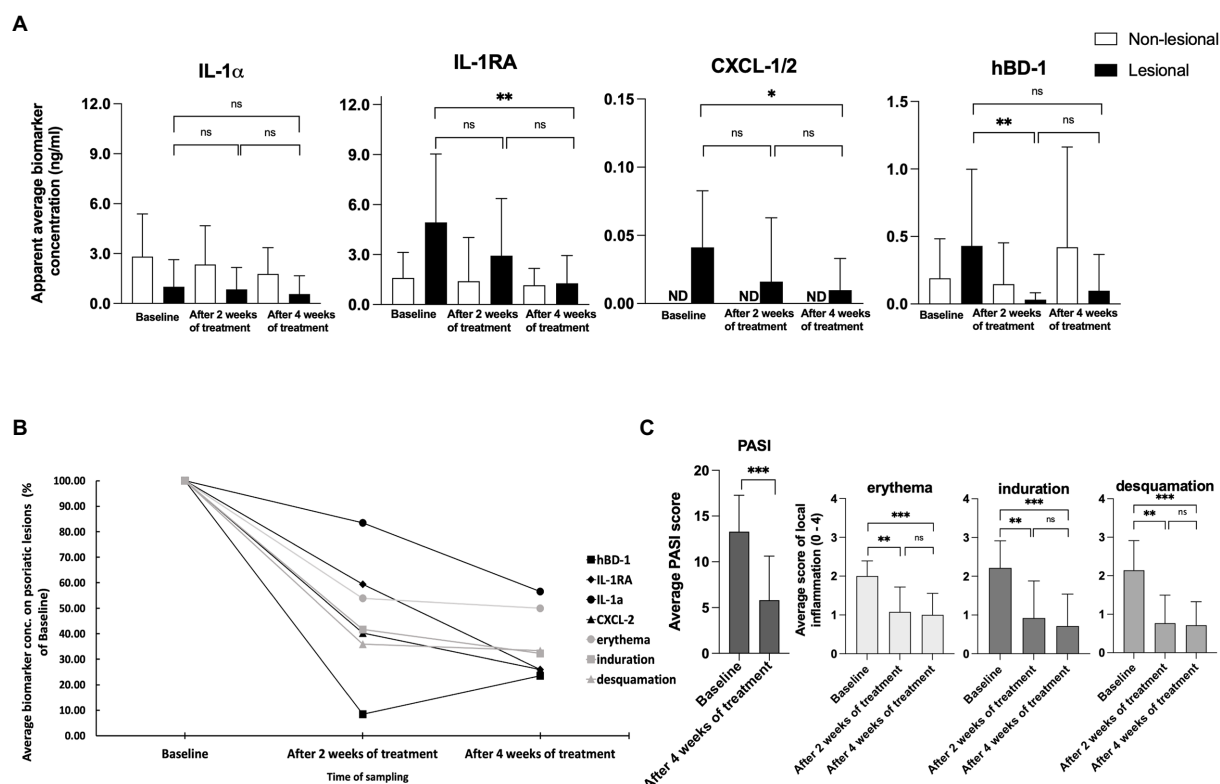 A
Non-lesional
Lesional
IL-1α
IL-1RA
CXCL-1/2
hBD-1
Apparent average biomarker
concentration (ng/ml)
12.0
9.0
6.0
3.0
0.0
ns
ns
ns
Baseline
After 2 weeks
of treatment
After 4 weeks
of treatment
12.0
9.0
6.0
3.0
0.0
**
ns
ns
Baseline
After 2 weeks
of treatment
After 4 weeks
of treatment
0.15
0.10
0.05
0.00
*
ns
ns
ND
ND
ND
Baseline
After 2 weeks
of treatment
After 4 weeks
of treatment
1.5
1.0
0.5
0.0
ns
**
ns
Baseline
After 2 weeks
of treatment
After 4 weeks
of treatment
B
Average biomarker conc. on psoriatic lesions (%
of Baseline)
100.00
90.00
80.00
70.00
60.00
50.00
40.00
30.00
20.00
10.00
0.00
Baseline
After 2 weeks of treatment
After 4 weeks of treatment
Time of sampling
hBD-1
IL-1RA
IL-1a
CXCL-2
erythema
induration
desquamation
C
PASI
Average PASI score
20
15
10
5
0
***
Baseline
After 4 weeks of treatment
erythema
Average score of local
inflammation (0 - 4)
4
3
2
1
0
***
**
ns
Baseline
After 2 weeks of treatment
After 4 weeks of treatment
induration
4
3
2
1
0
***
**
ns
Baseline
After 2 weeks of treatment
After 4 weeks of treatment
desquamation
4
3
2
1
0
***
**
ns
Baseline
After 2 weeks of treatment
After 4 weeks of treatment